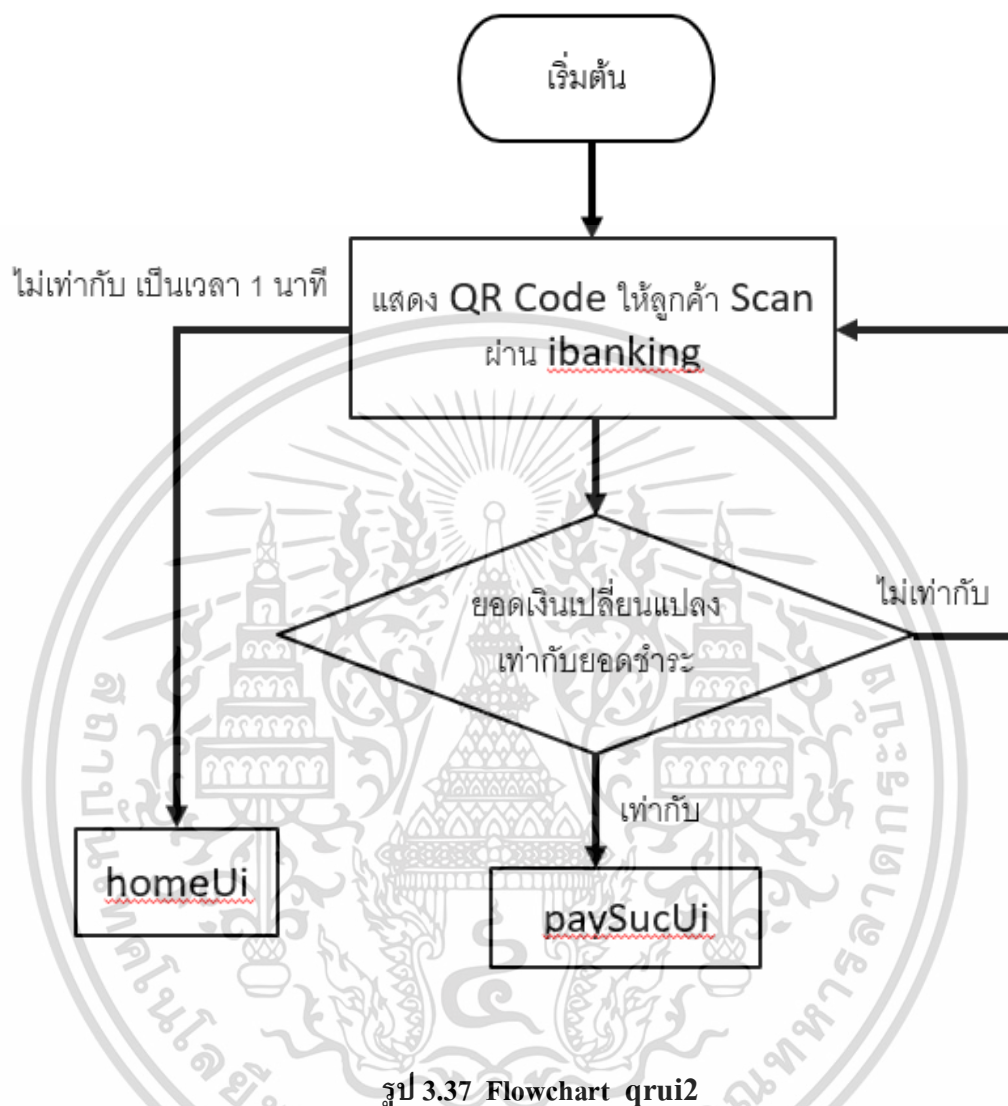 เริ่มต้น
ไม่เท่ากับ เป็นเวลา 1 นาที
แสดง QR Code ให้ลูกค้า Scan
ผ่าน ibanking
ยอดเงินเปลี่ยนแปลง
เท่ากับยอดชำระ
ไม่เท่ากับ
เท่ากับ
homeUi
paySucUi
รูป 3.37 Flowchart qrui2